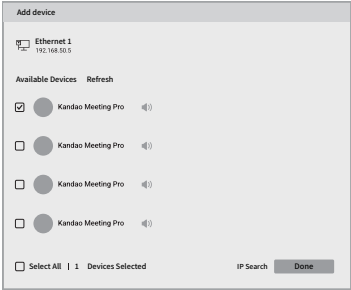 Add device
Ethernet 1
192.168.50.5
Available Devices Refresh
Kandao Meeting Pro
Kandao Meeting Pro
Kandao Meeting Pro
Kandao Meeting Pro
Select All | 1 Devices Selected IP Search Done